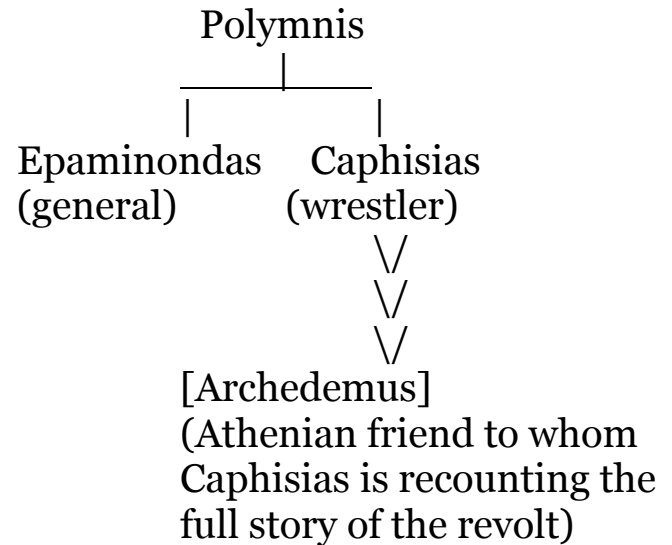 Polymnis
|
|          |
Epaminondas Caphisias
(general) (wrestler)
\/
\/
\/
[Archedemus]
(Athenian friend to whom
Caphisias is recounting the
full story of the revolt)